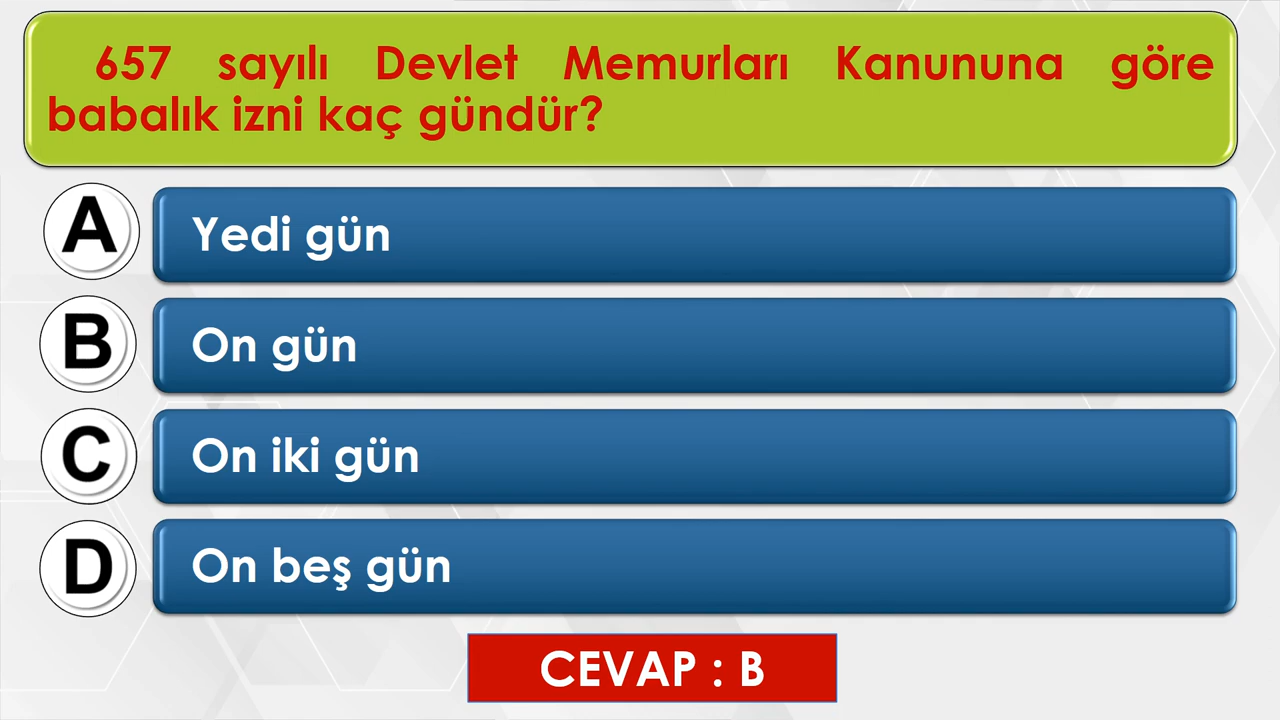 657 sayılı Devlet Memurları Kanununa göre
babalık izni kaç gündür?
A Yedi gün
B On gün
C On iki gün
D On beş gün
CEVAP : B